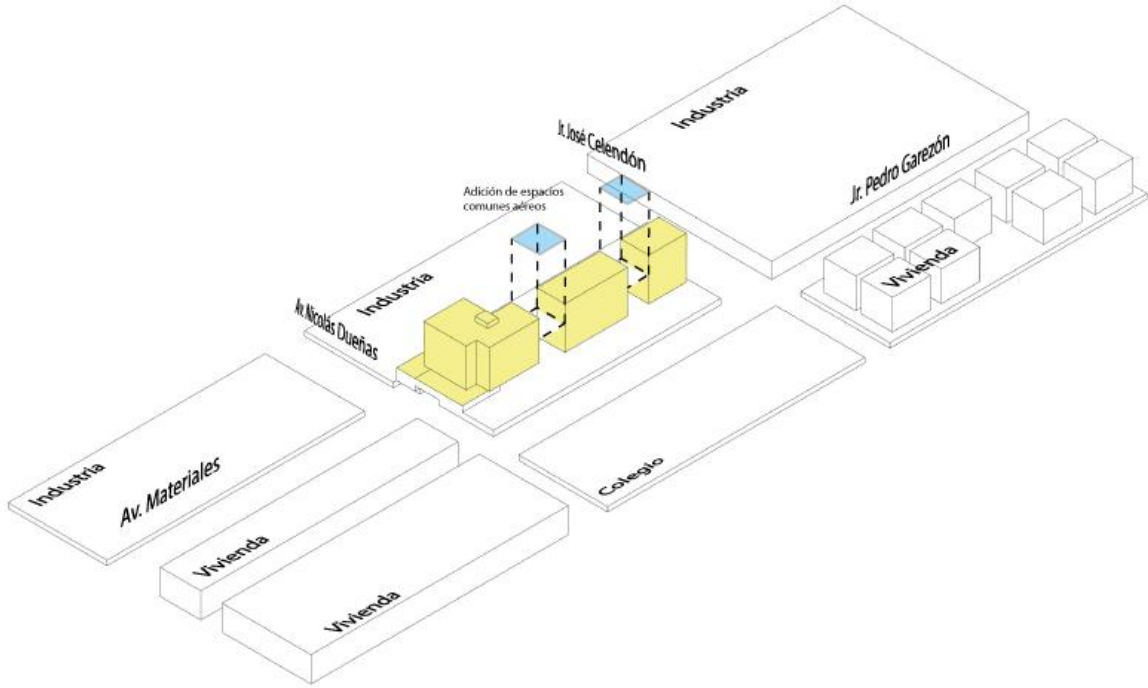 Industria
Jr. José Celendón
Jr. Pedro Garezón
Adición de espacios
comunes aéreos
Industria
Vivienda
Av. Nicolás Dueñas
Industria
Av. Materiales
Colegio
Vivienda
Vivienda